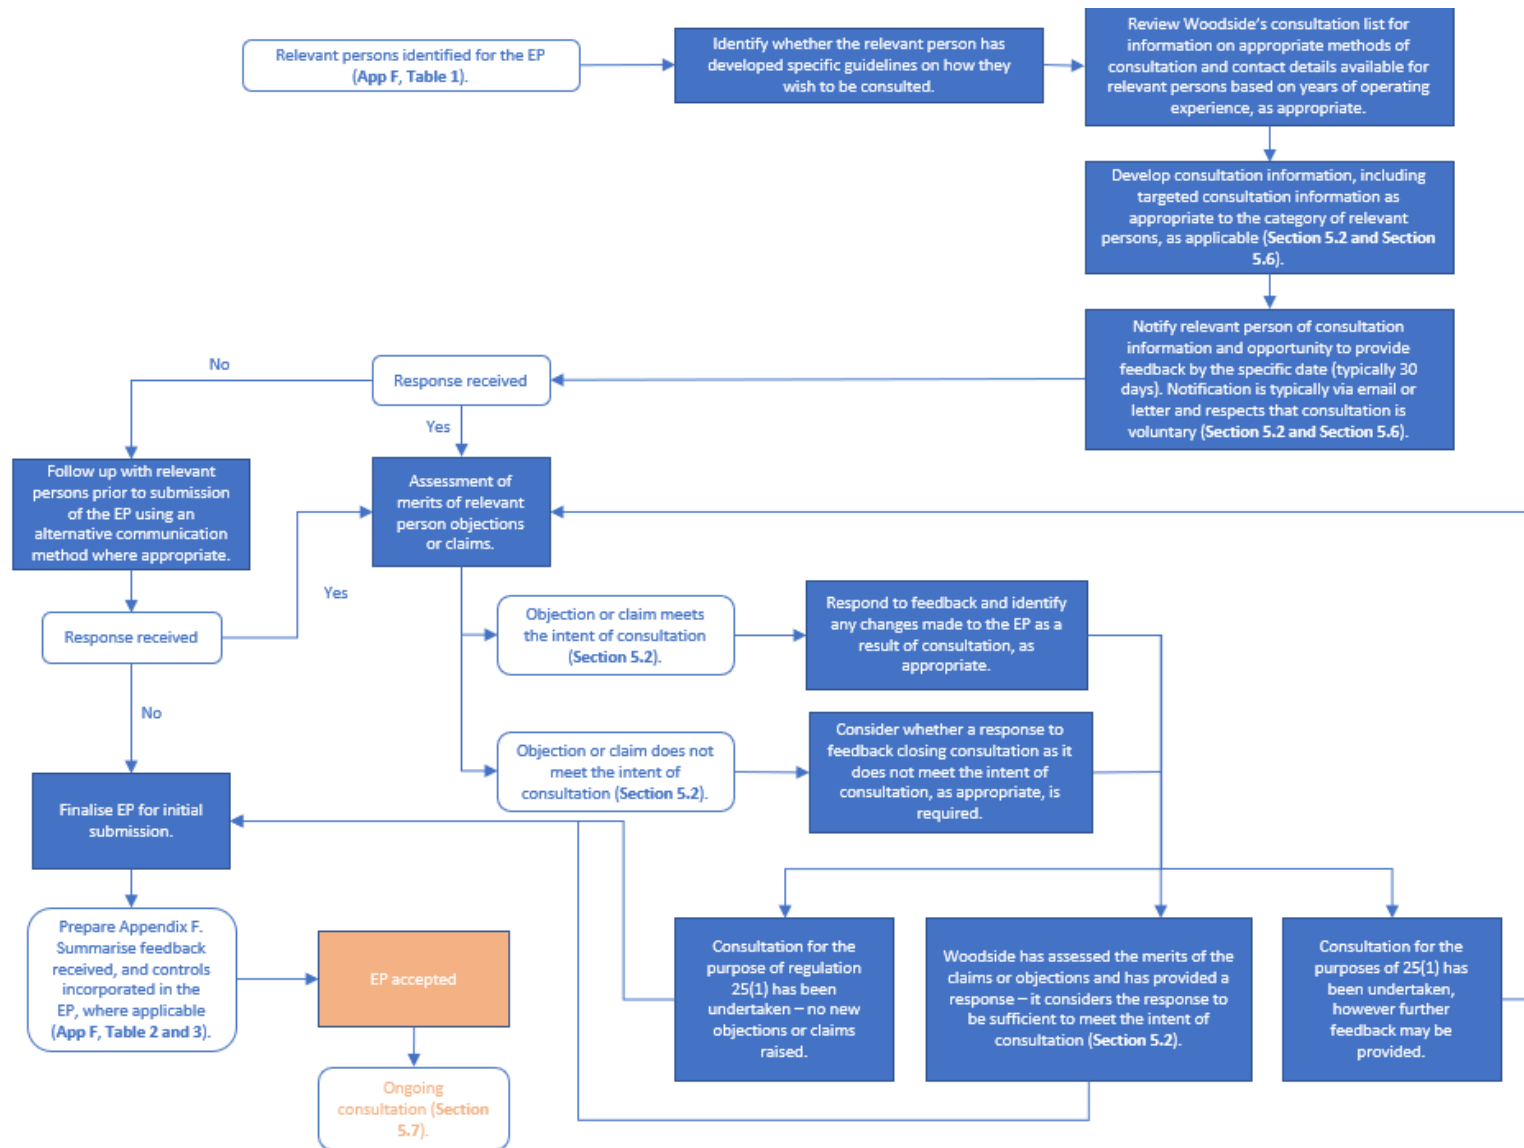 Relevant persons identified for the EP
(App F, Table 1).
Identify whether the relevant person has
developed specific guidelines on how they
wish to be consulted.
Review Woodside's consultation list for
information on appropriate methods of
consultation and contact details available for
relevant persons based on years of operating
experience, as appropriate.
Develop consultation information, including
targeted consultation information as
appropriate to the category of relevant
persons, as applicable (Section 5.2 and Section
5.6).
Notify relevant person of consultation
information and opportunity to provide
feedback by the specific date (typically 30
days). Notification is typically via email or
letter and respects that consultation is
voluntary (Section 5.2 and Section 5.6).
Response received
No
Yes
Follow up with relevant
persons prior to submission
of the EP using an
alternative communication
method where appropriate.
Assessment of
merits of relevant
person objections
or claims.
Yes
Response received
No
Objection or claim meets
the intent of consultation
(Section 5.2).
Respond to feedback and identify
any changes made to the EP as a
result of consultation, as
appropriate.
Objection or claim does not
meet the intent of
consultation (Section 5.2).
Consider whether a response to
feedback closing consultation as it
does not meet the intent of
consultation, as appropriate, is
required.
Finalise EP for initial
submission.
Prepare Appendix F.
Summarise feedback
received, and controls
incorporated in the
EP, where applicable
(App F, Table 2 and 3).
EP accepted
Ongoing
consultation (Section
5.7).
Consultation for the
purpose of regulation
25(1) has been
undertaken – no new
objections or claims
raised.
Woodside has assessed the merits of the
claims or objections and has provided a
response – it considers the response to
be sufficient to meet the intent of
consultation (Section 5.2).
Consultation for the
purposes of 25(1) has
been undertaken,
however further
feedback may be
provided.